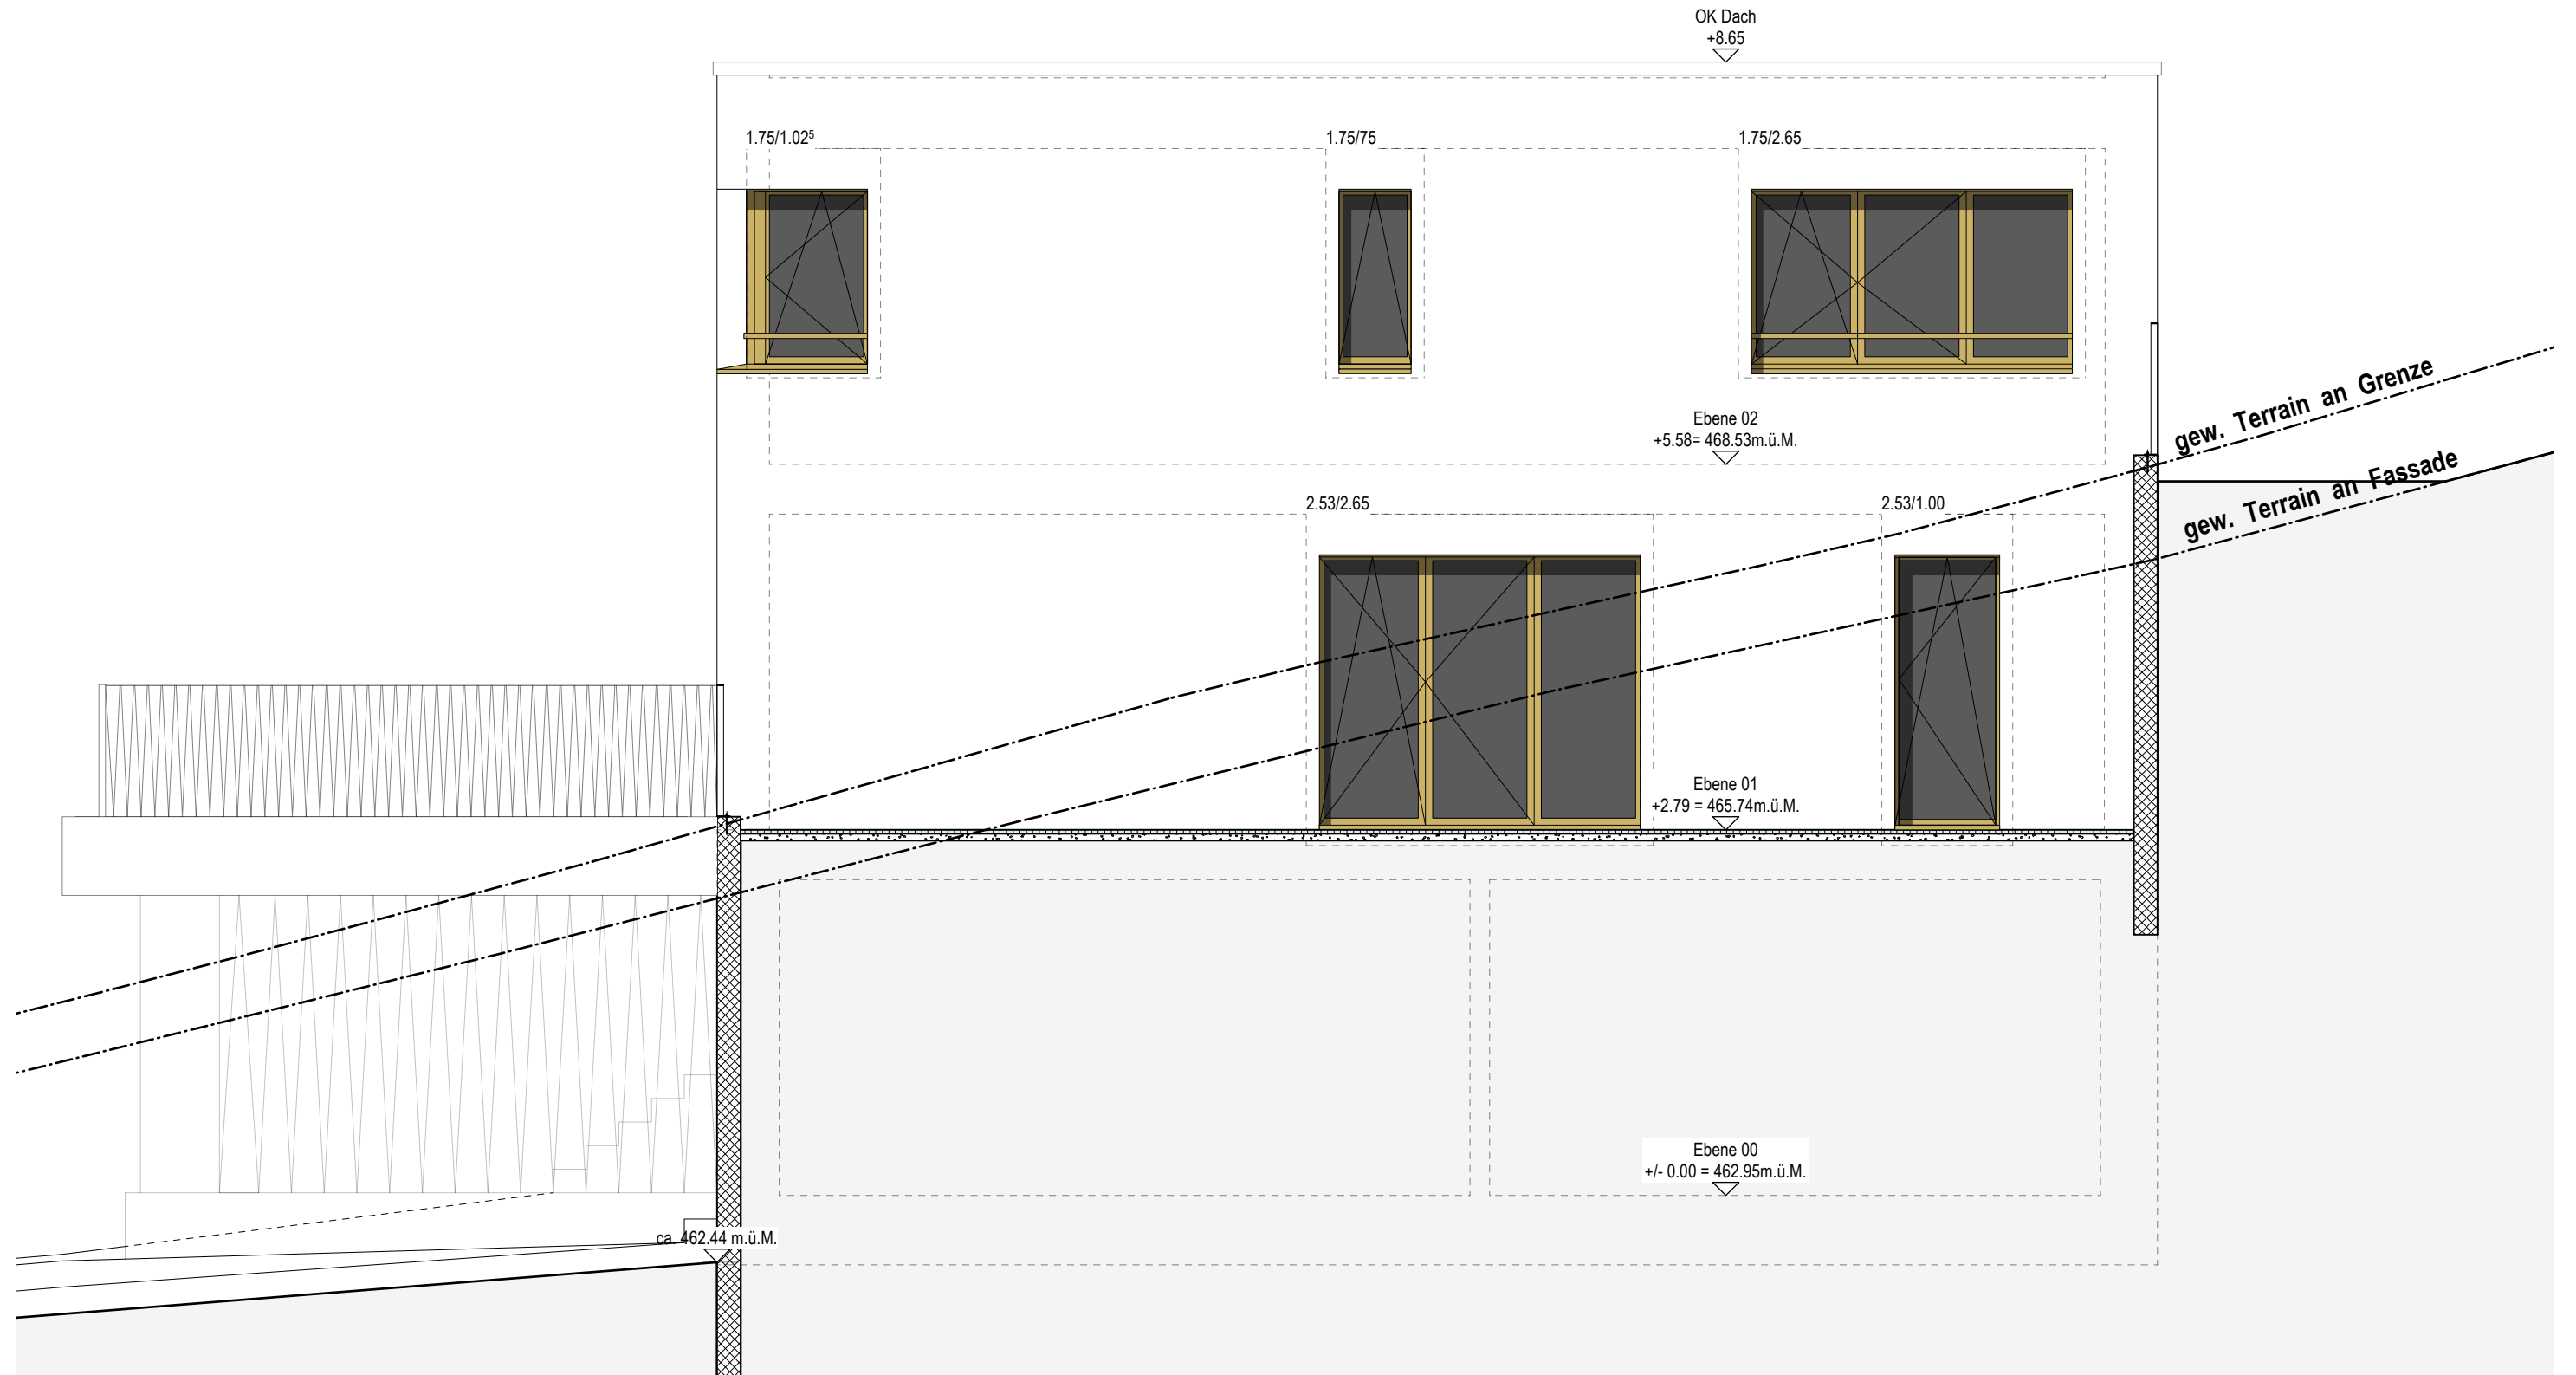 OK Dach
+8.65
1.75/1.02⁵
1.75/75
1.75/2.65
gew. Terrain an Grenze
Ebene 02
+5.58= 468.53m.ü.M.
gew. Terrain an Fassade
2.53/2.65
2.53/1.00
Ebene 01
+2.79 = 465.74m.ü.M.
Ebene 00
+/- 0.00 = 462.95m.ü.M.
ca. 462.44 m.ü.M.